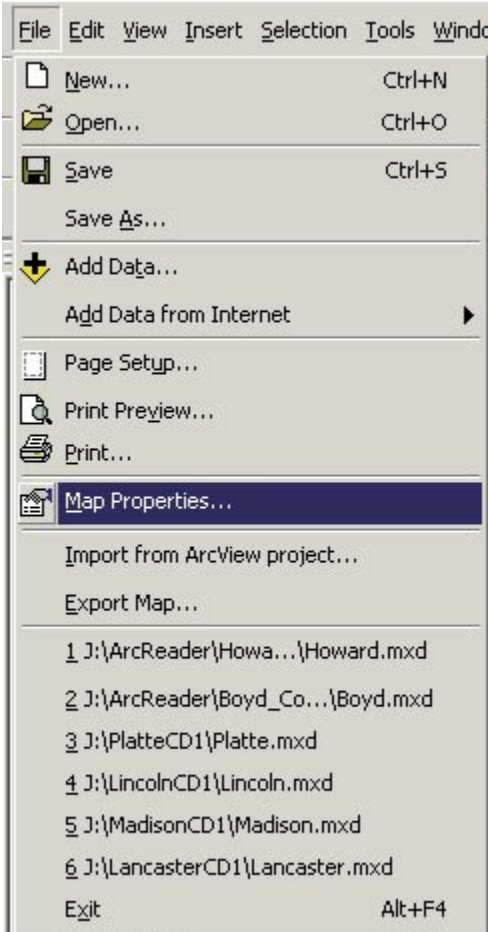 File Edit View Insert Selection Tools
New... Ctrl+N
Open... Ctrl+O
Save Ctrl+S
Save As...
Add Data...
Add Data from Internet
Page Setup...
Print Preview...
Print...
Map Properties...
Import from ArcView project...
Export Map...
1 J:\ArcReader\Howa...\Howard.mxd
2 J:\ArcReader\Boyd_Co...\Boyd.mxd
3 J:\PlatteCD1\Platte.mxd
4 J:\LincolnCD1\Lincoln.mxd
5 J:\MadisonCD1\Madison.mxd
6 J:\LancasterCD1\Lancaster.mxd
Exit Alt+F4